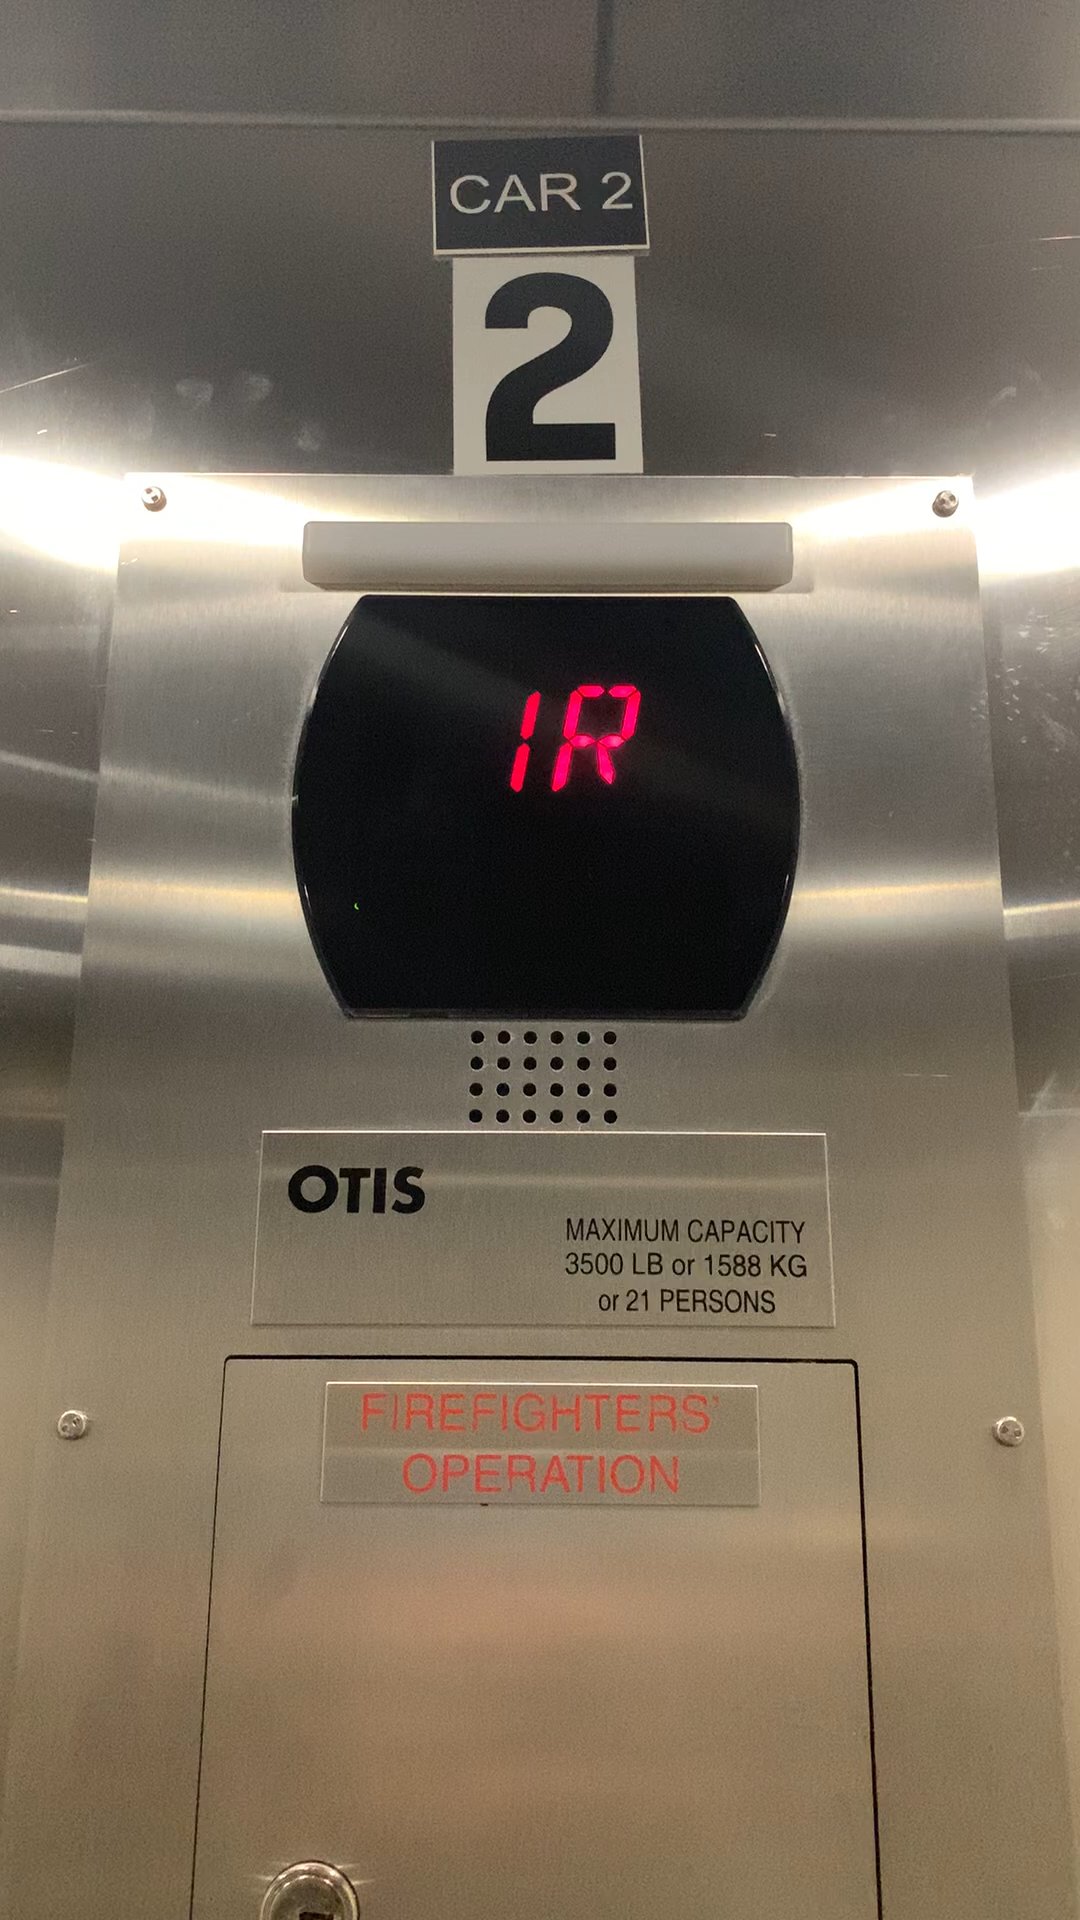 CAR 2
2
1R
OTIS
MAXIMUM CAPACITY
3500 LB or 1588 KG
or 21 PERSONS
FIREFIGHTERS'
OPERATION